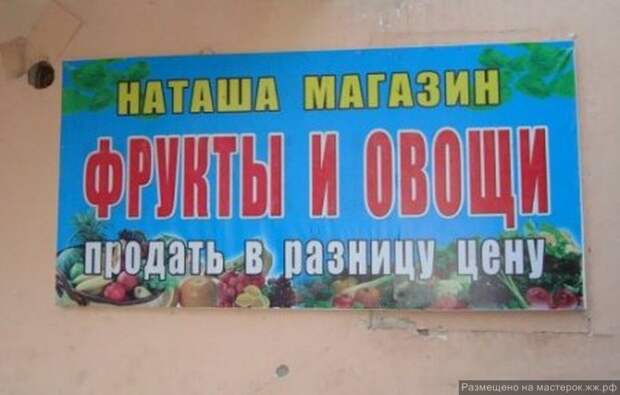 НАТАША МАГАЗИН
ФРУКТЫ И ОВОЩИ
продать в разницу цену
Размещено на мастерок.жж.рф